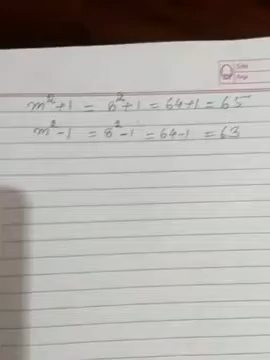 m²+1 = 8²+1 = 64+1 = 65
m²-1 = 8²-1 = 64-1 = 63